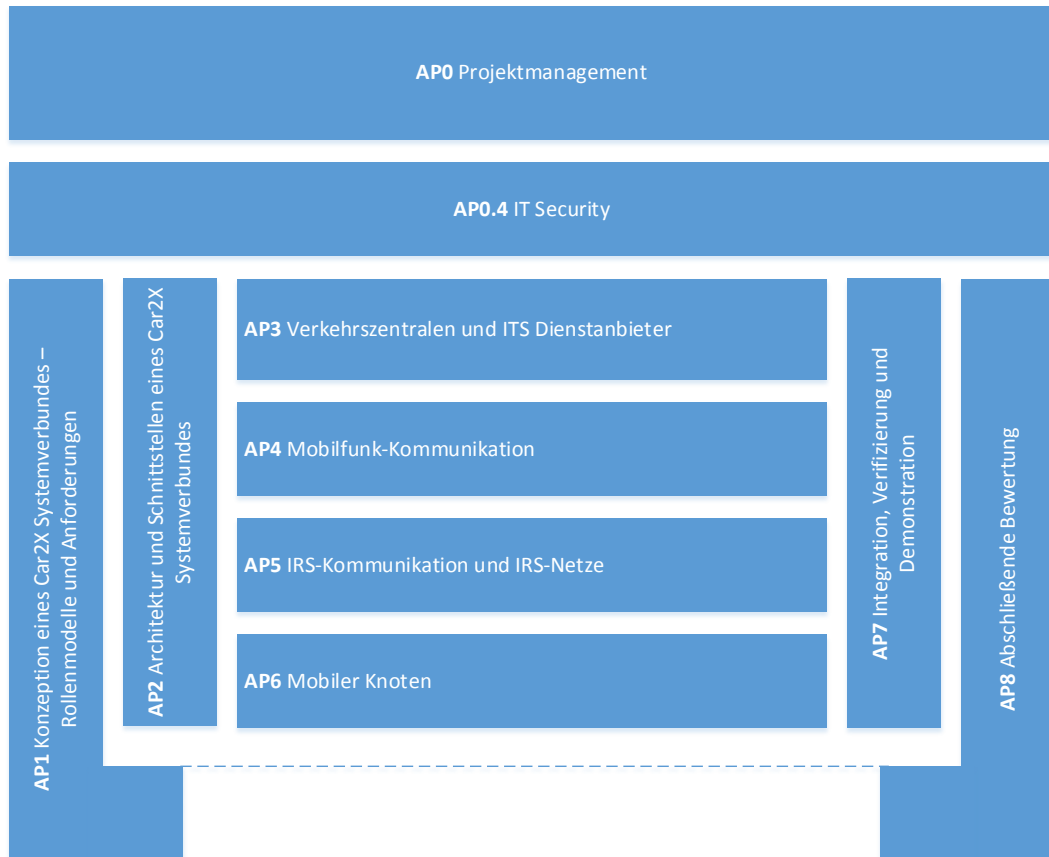 AP0 Projektmanagement
AP0.4 IT Security
AP1 Konzeption eines Car2X Systemverbundes –
Rollenmodelle und Anforderungen
AP2 Architektur und Schnittstellen eines Car2X
Systemverbundes
AP3 Verkehrszentralen und ITS Dienstanbieter
AP4 Mobilfunk-Kommunikation
AP5 IRS-Kommunikation und IRS-Netze
AP6 Mobiler Knoten
AP7 Integration, Verifizierung und
Demonstration
AP8 Abschließende Bewertung